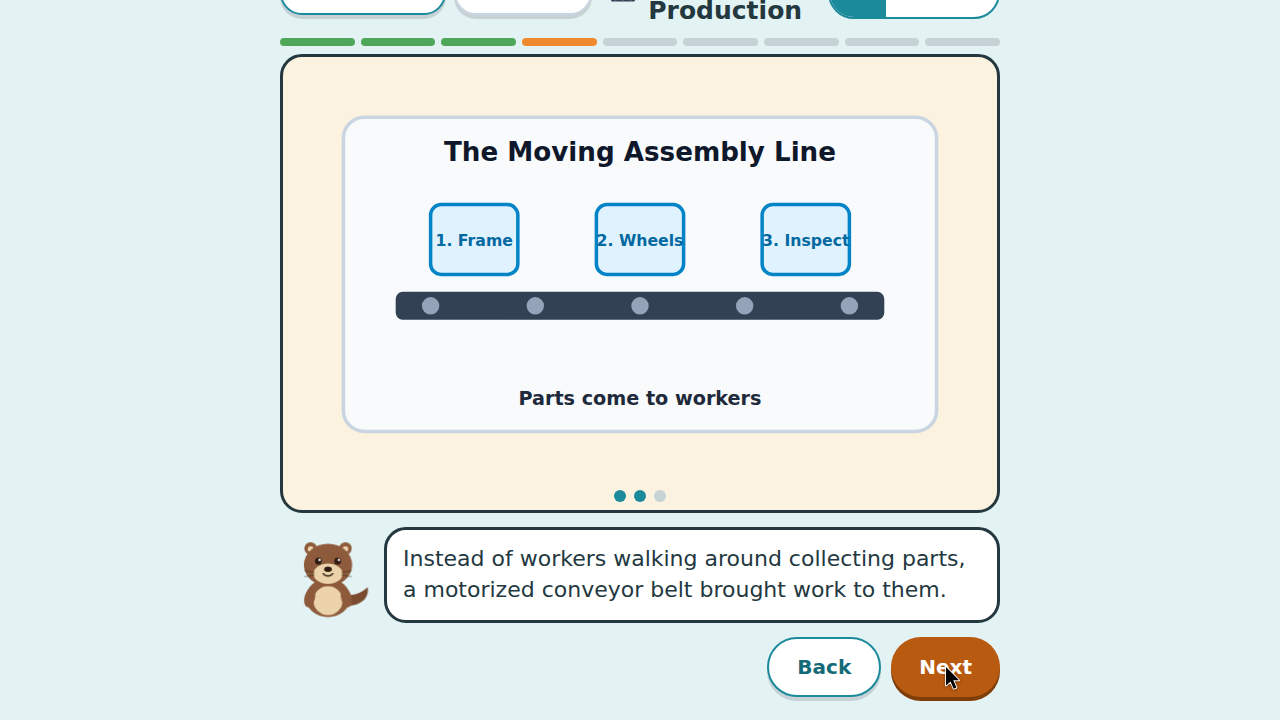 Production
The Moving Assembly Line
1. Frame
2. Wheels
3. Inspect
Parts come to workers
Instead of workers walking around collecting parts,
a motorized conveyor belt brought work to them.
Back
Next